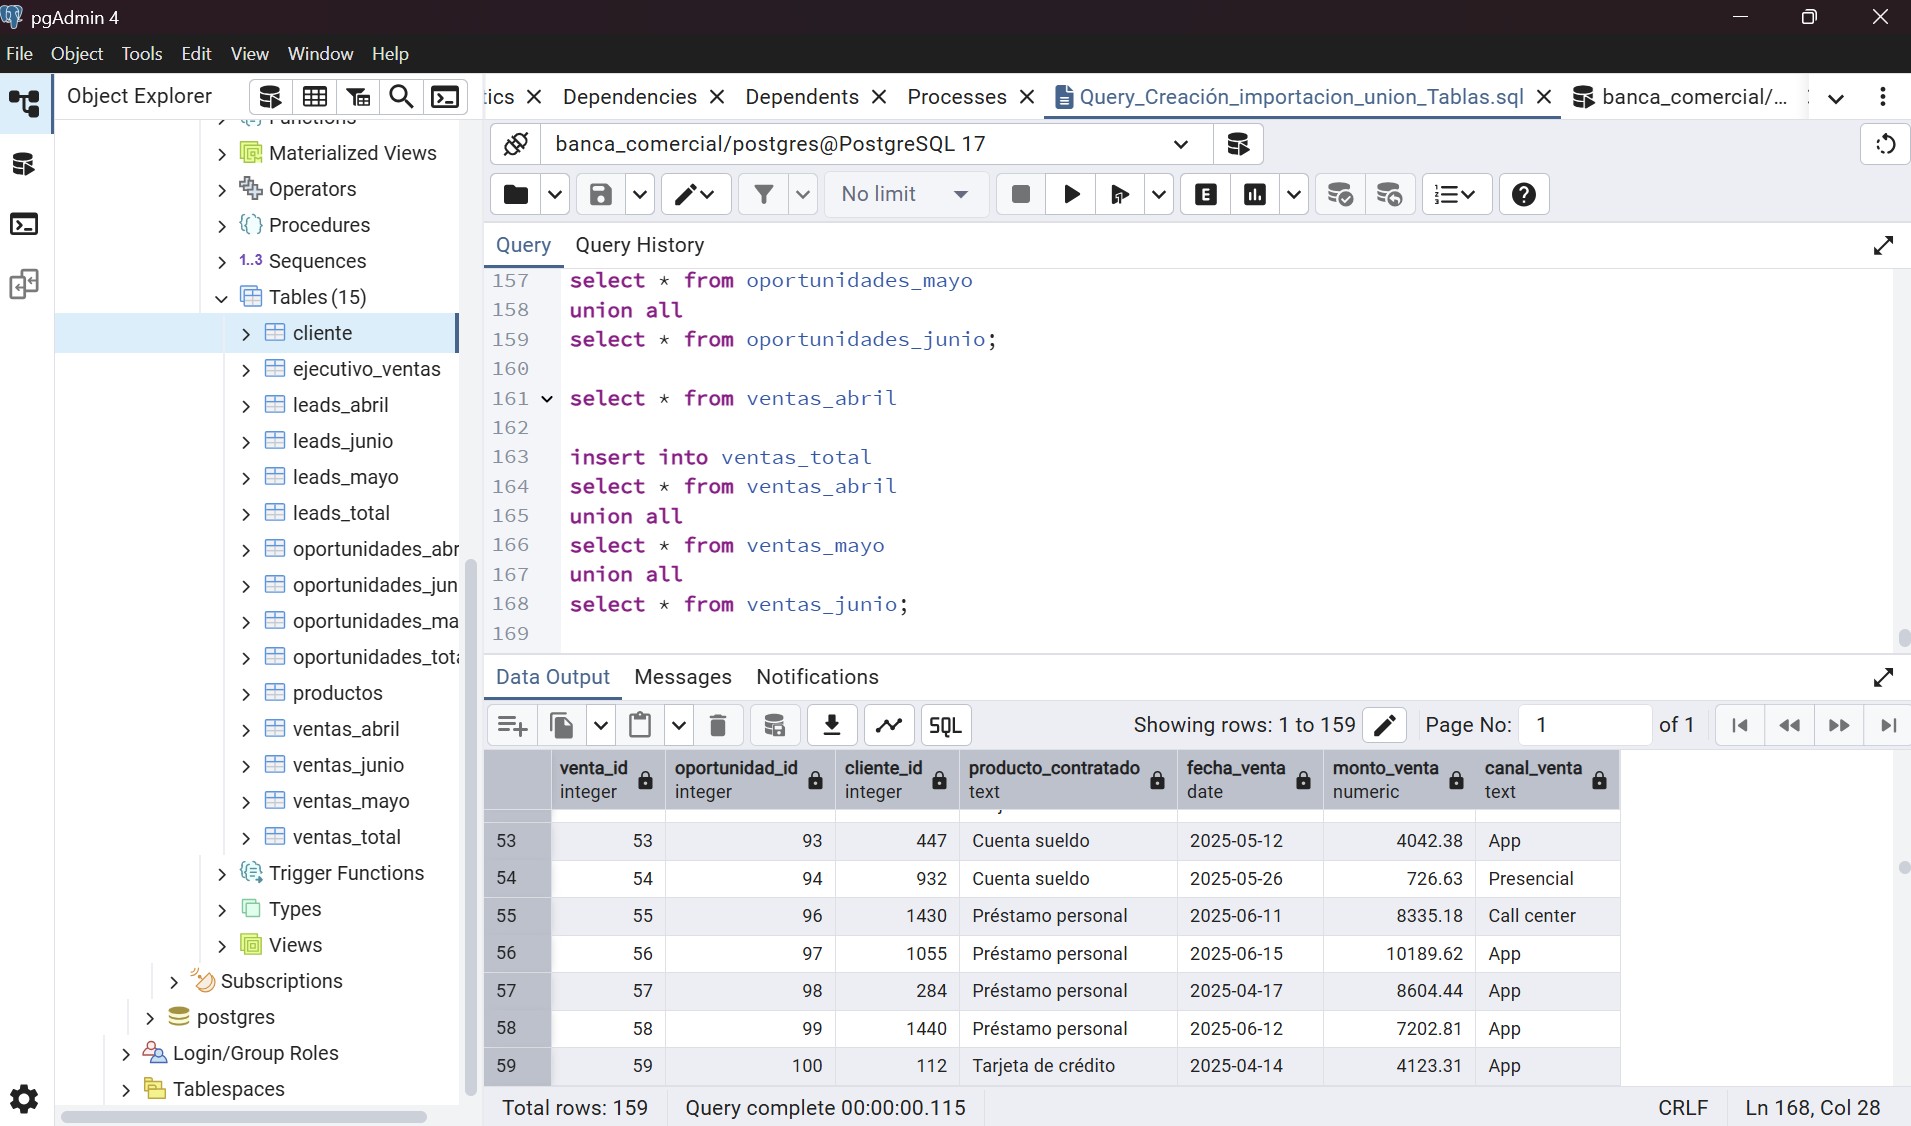 pgAdmin 4
File Object Tools Edit View Window Help
Object Explorer
tics Dependencies Dependents Processes Query_Creación_importacion_union_Tablas.sql banca_comercial/...
banca_comercial/postgres@PostgreSQL 17
No limit
Query Query History
Functions
Materialized Views
Operators
Procedures
1..3 Sequences
Tables (15)
cliente
ejecutivo_ventas
leads_abril
leads_junio
leads_mayo
leads_total
oportunidades_abr
oportunidades_jun
oportunidades_ma
oportunidades_tota
productos
ventas_abril
ventas_junio
ventas_mayo
ventas_total
Trigger Functions
Types
Views
Subscriptions
postgres
Login/Group Roles
Tablespaces
157 select * from oportunidades_mayo
158 union all
159 select * from oportunidades_junio;
160
161 select * from ventas_abril
162
163 insert into ventas_total
164 select * from ventas_abril
165 union all
166 select * from ventas_mayo
167 union all
168 select * from ventas_junio;
169
Data Output Messages Notifications
SQL Showing rows: 1 to 159 Page No: 1 of 1
venta_id oportunidad_id cliente_id producto_contratado fecha_venta monto_venta canal_venta
integer integer integer text date numeric text
53 53 93 447 Cuenta sueldo 2025-05-12 4042.38 App
54 54 94 932 Cuenta sueldo 2025-05-26 726.63 Presencial
55 55 96 1430 Préstamo personal 2025-06-11 8335.18 Call center
56 56 97 1055 Préstamo personal 2025-06-15 10189.62 App
57 57 98 284 Préstamo personal 2025-04-17 8604.44 App
58 58 99 1440 Préstamo personal 2025-06-12 7202.81 App
59 59 100 112 Tarjeta de crédito 2025-04-14 4123.31 App
Total rows: 159 Query complete 00:00:00.115 CRLF Ln 168, Col 28